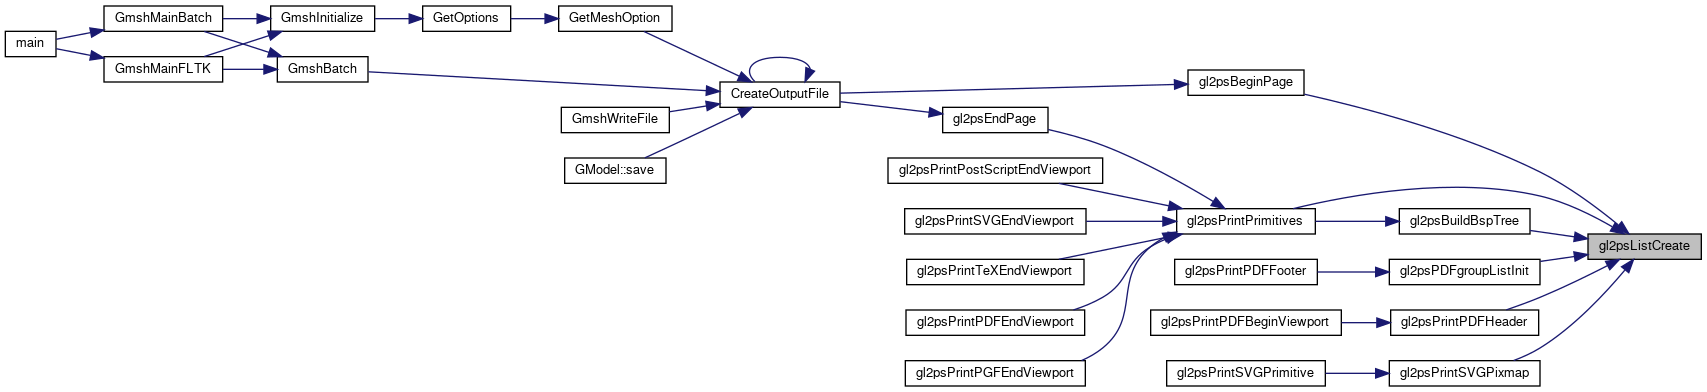 main
GmshMainBatch
GmshMainFLTK
GmshInitialize
GmshBatch
GetOptions
GetMeshOption
GmshWriteFile
GModel::save
CreateOutputFile
gl2psBeginPage
gl2psEndPage
gl2psPrintPostScriptEndViewport
gl2psPrintSVGEndViewport
gl2psPrintTeXEndViewport
gl2psPrintPDFEndViewport
gl2psPrintPGFEndViewport
gl2psPrintPrimitives
gl2psPrintPDFFooter
gl2psPrintPDFBeginViewport
gl2psPrintSVGPrimitive
gl2psBuildBspTree
gl2psPDFgroupListInit
gl2psPrintPDFHeader
gl2psPrintSVGPixmap
gl2psListCreate